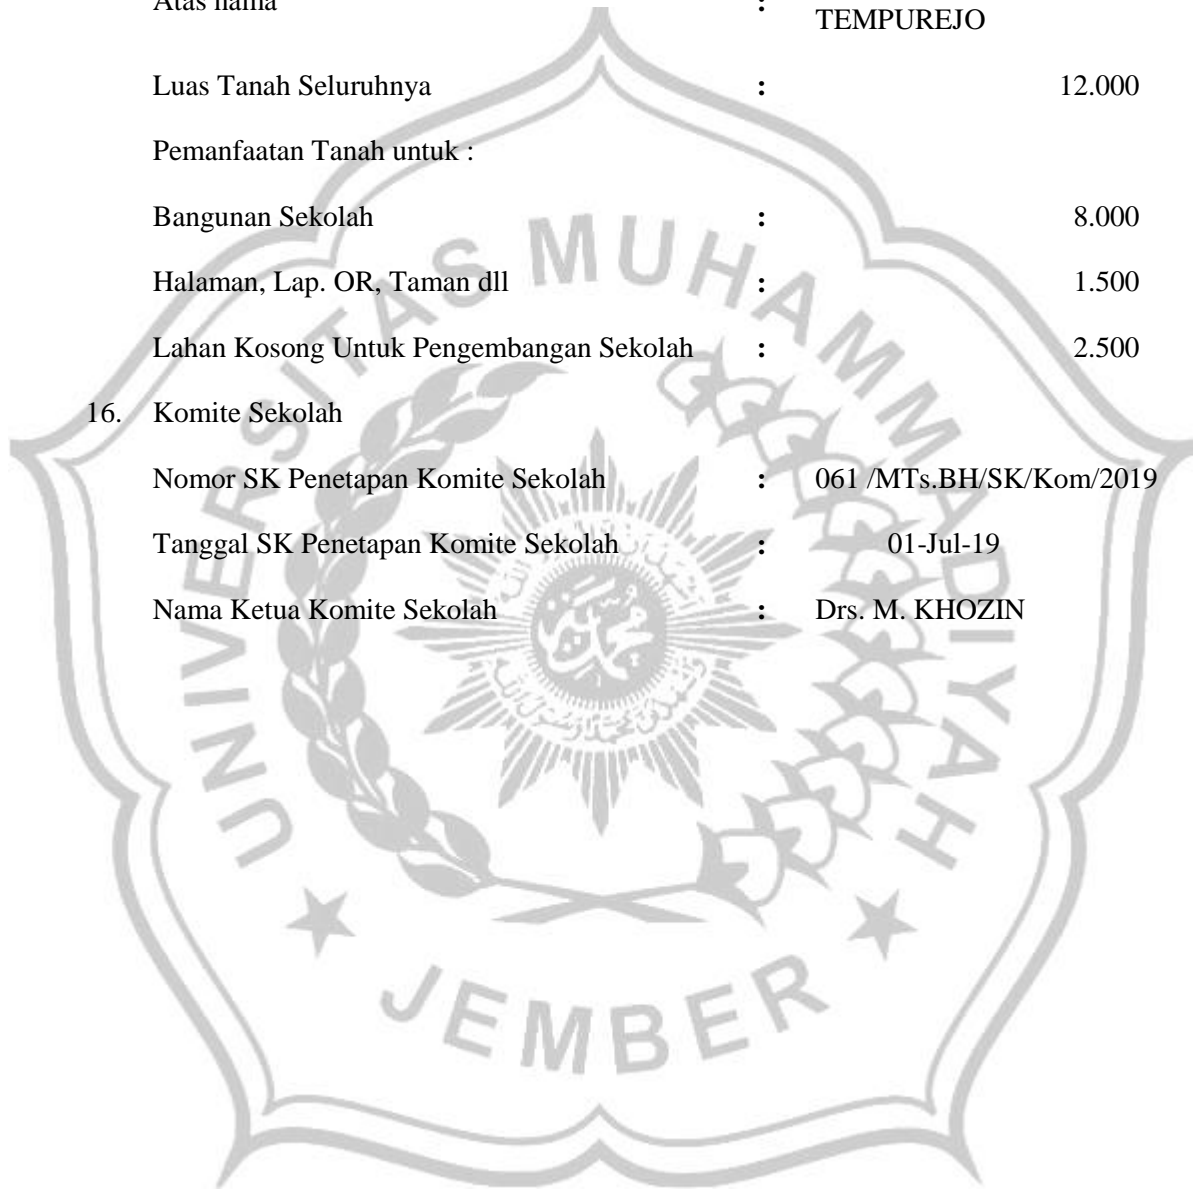 Atas nama :
TEMPUREJO
Luas Tanah Seluruhnya : 12.000
Pemanfaatan Tanah untuk :
Bangunan Sekolah : 8.000
Halaman, Lap. OR, Taman dll : 1.500
Lahan Kosong Untuk Pengembangan Sekolah : 2.500
16. Komite Sekolah
Nomor SK Penetapan Komite Sekolah : 061 /MTs.BH/SK/Kom/2019
Tanggal SK Penetapan Komite Sekolah : 01-Jul-19
Nama Ketua Komite Sekolah : Drs. M. KHOZIN
UNIVERSITAS MUHAMMADIYAH
JEMBER